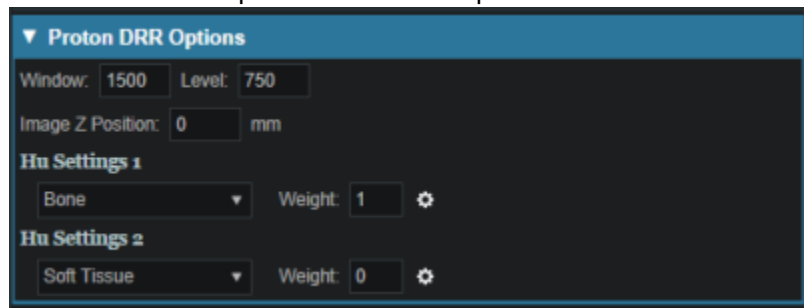 Proton DRR Options
Window: 1500 Level: 750
Image Z Position: 0 mm
Hu Settings 1
Bone Weight: 1
Hu Settings 2
Soft Tissue Weight: 0